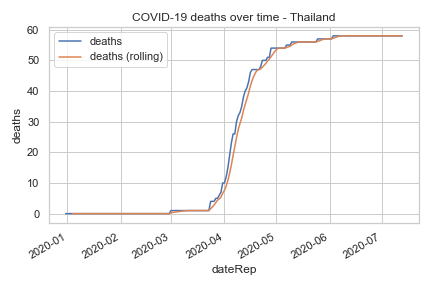 COVID-19 deaths over time - Thailand
deaths
deaths (rolling)
60
50
40
30
20
10
0
deaths
2020-01
2020-02
2020-03
2020-04
2020-05
2020-06
2020-07
dateRep